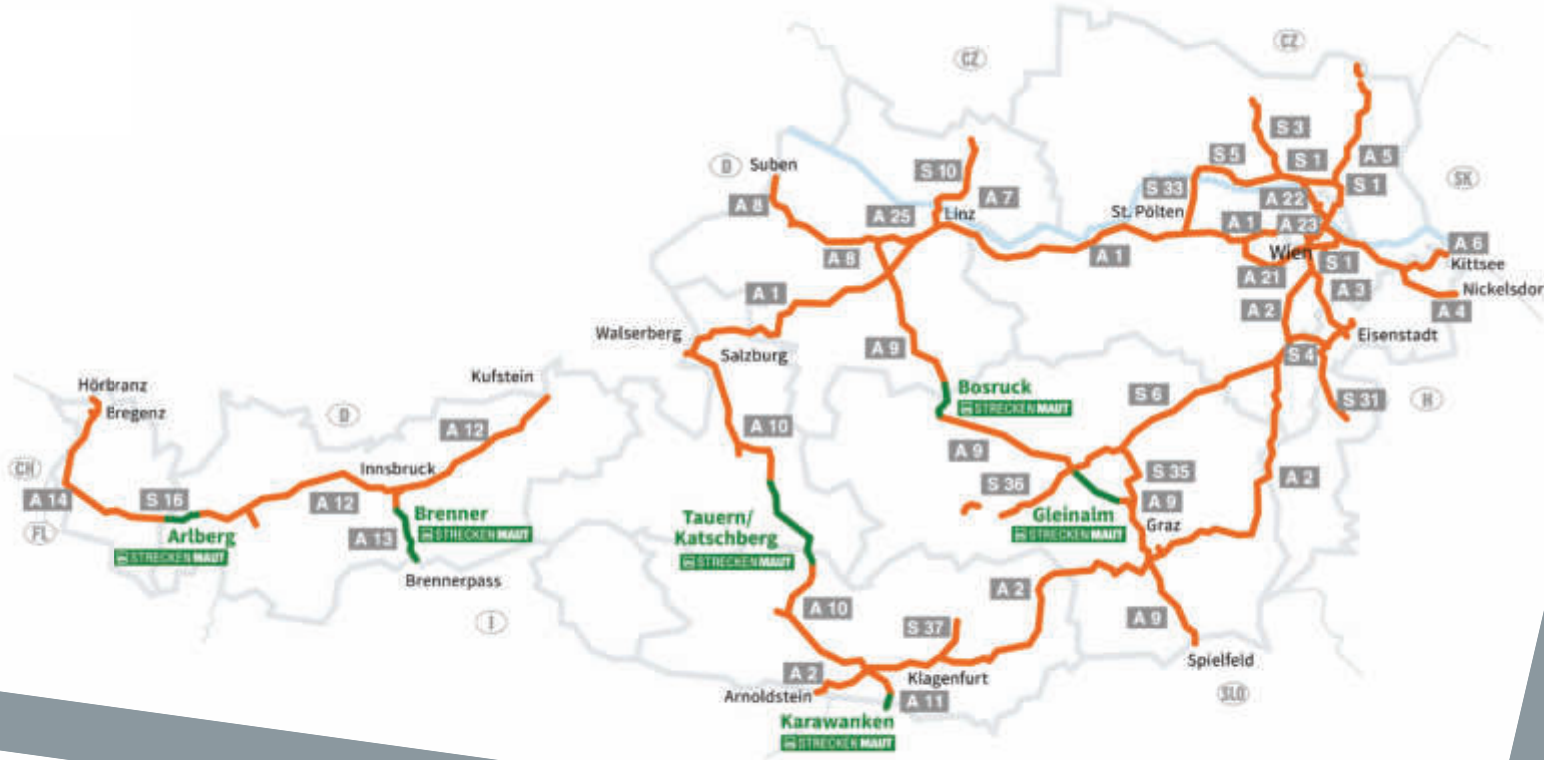 CZ
CZ
S 3
S 5
S 1
A 5
D
Suben
S 10
S 33
S 1
SK
A 8
A 25
Linz
A 7
St. Pölten
A 22
A 1
A 23
A 8
A 1
Wien
S 1
A 6
Kittsee
A 21
A 1
A 3
Nickelsdor
A 2
A 4
Walserberg
Salzburg
A 9
Eisenstadt
S 4
Hörbranz
Bregenz
Kufstein
Bosruck
STRECKENMAUT
S 6
S 31
H
D
A 12
A 10
A 9
CH
Innsbruck
S 35
A 2
A 14
S 16
A 12
S 36
A 9
FL
Arlberg
STRECKENMAUT
A 13
Brenner
STRECKENMAUT
Tauern/
Katschberg
STRECKENMAUT
Gleinalm
STRECKENMAUT
Graz
Brennerpass
A 2
I
A 10
S 37
A 9
A 2
Klagenfurt
Spielfeld
Arnoldstein
A 11
SLO
Karawanken
STRECKENMAUT